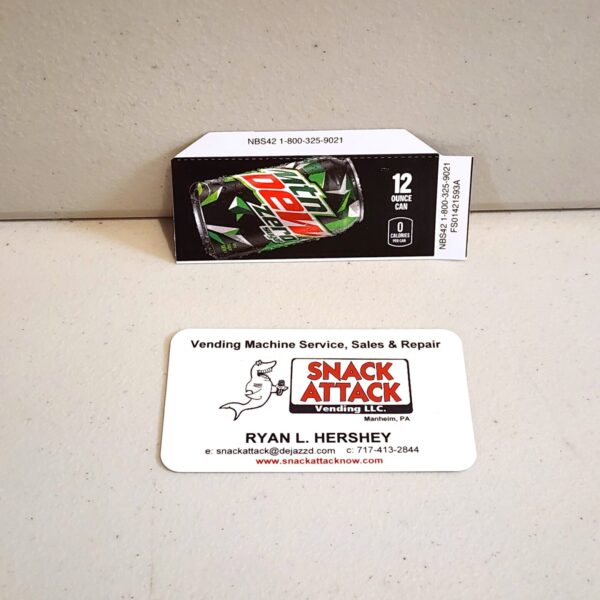 NBS42 1-800-325-9021
mtn
DEW
zero
12
OUNCE
CAN
0
CALORIES
PER CAN
NBS42 1-800-325-9021
FS01421593A
Vending Machine Service, Sales & Repair
SNACK
ATTACK
Vending LLC.
Manheim, PA
RYAN L. HERSHEY
e: snackattack@dejazzd.com c: 717-413-2844
www.snackattacknow.com